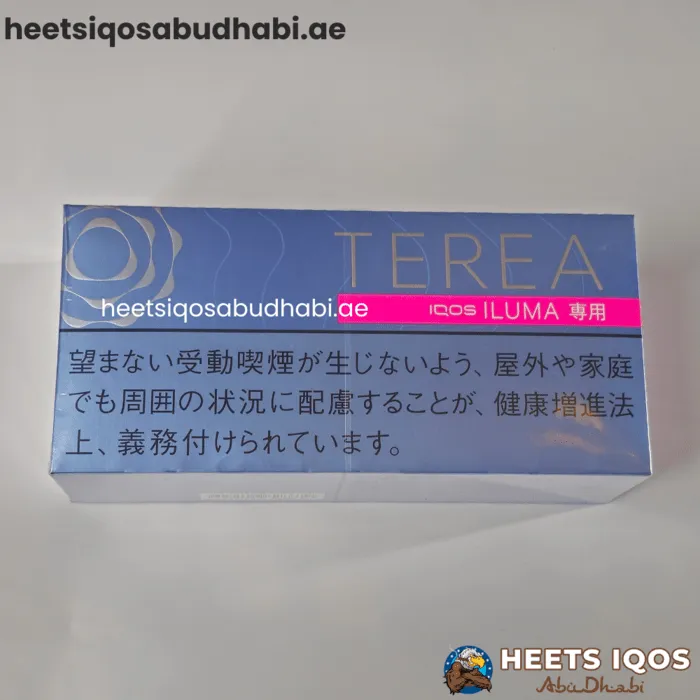 heetsiqosabudhabi.ae
TEREA
heetsiqosabudhabi.ae
IQOS ILUMA 専用
望まない受動喫煙が生じないよう、屋外や家庭
でも周囲の状況に配慮することが、健康増進法
上、義務付けられています。
HEETS IQOS
Abu Dhabi